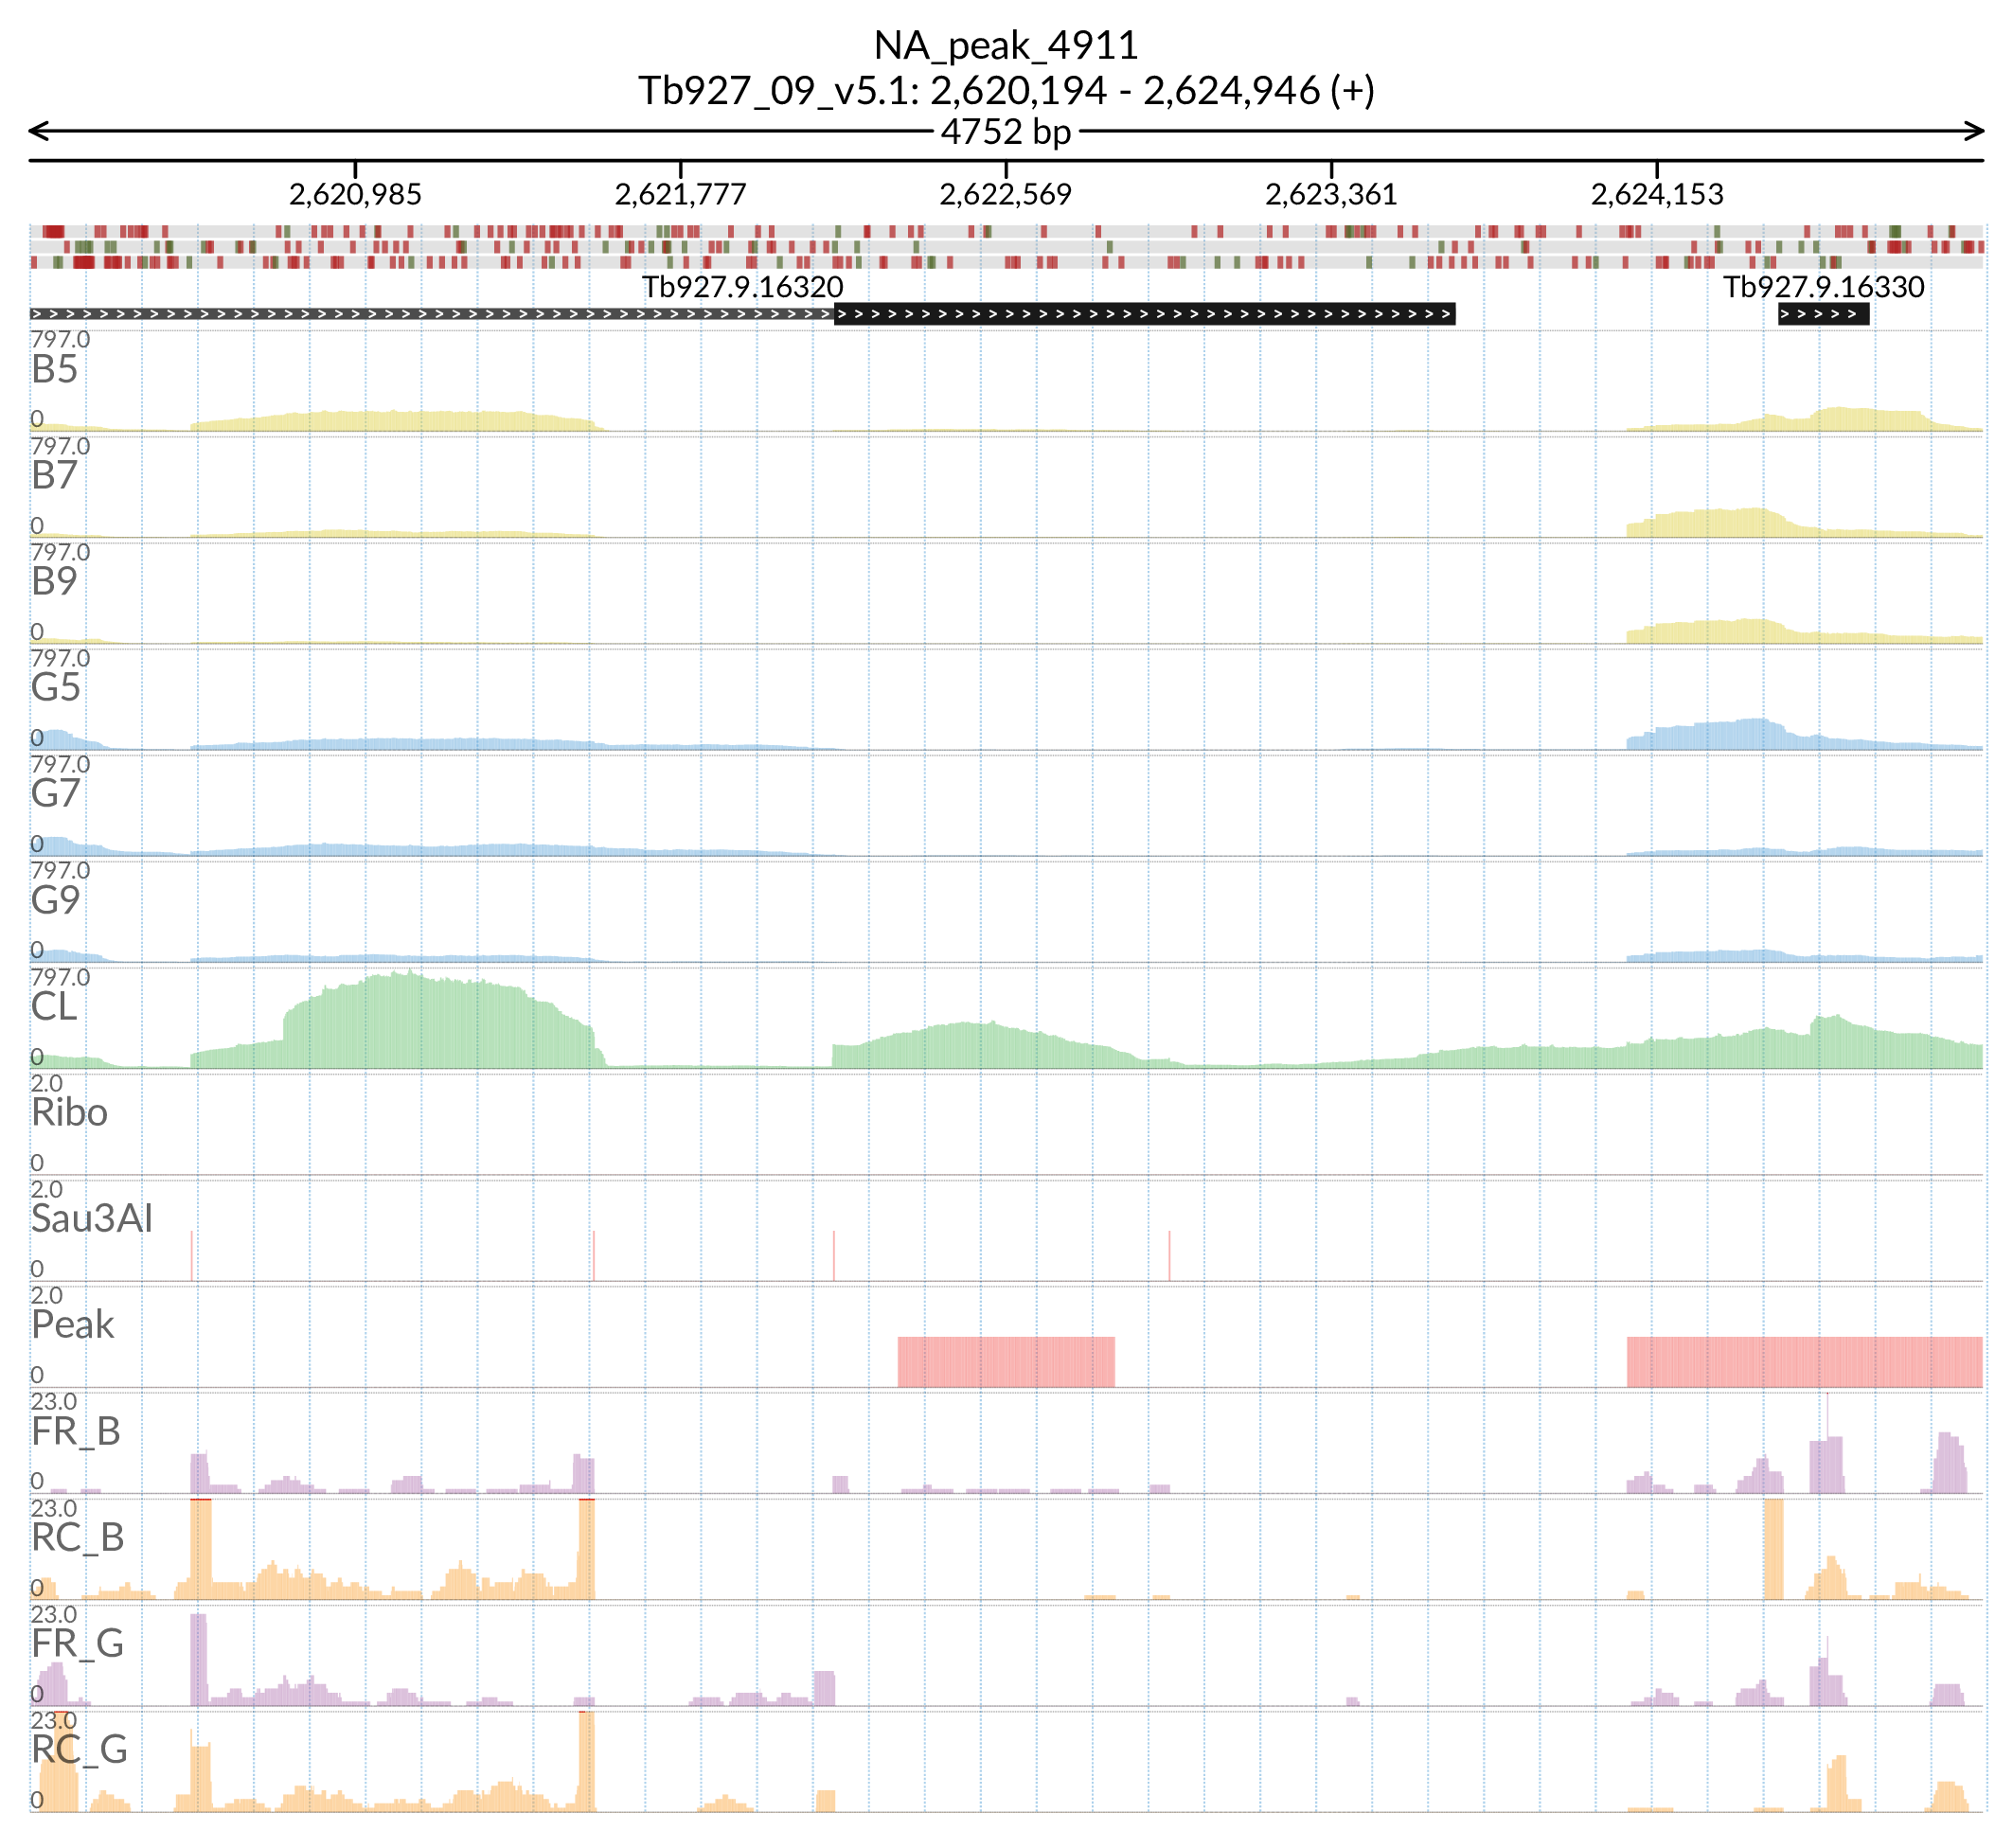 NA_peak_4911
Tb927_09_v5.1: 2,620,194 - 2,624,946 (+)
4752 bp
2,620,985 2,621,777 2,622,569 2,623,361 2,624,153
Tb927.9.16320 Tb927.9.16330
797.0
B5
0
797.0
B7
0
797.0
B9
0
797.0
G5
0
797.0
G7
0
797.0
G9
0
797.0
CL
0
2.0
Ribo
0
2.0
Sau3AI
0
2.0
Peak
0
23.0
FR_B
0
23.0
RC_B
0
23.0
FR_G
0
23.0
RC_G
0